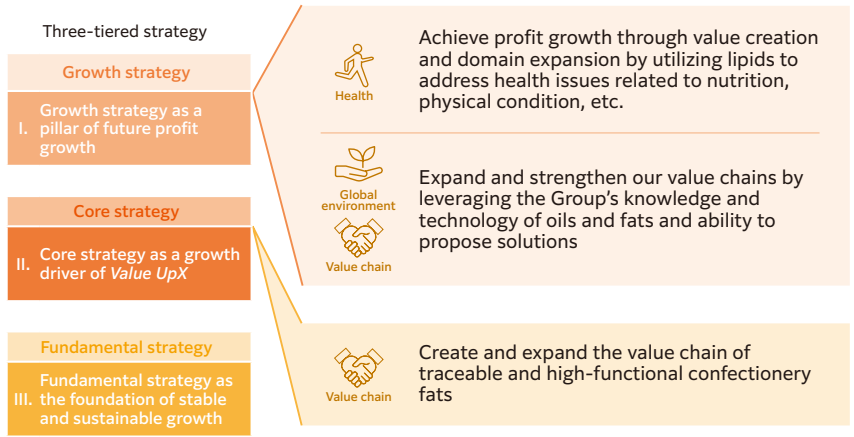 Three-tiered strategy
Growth strategy
I. Growth strategy as a
pillar of future profit
growth
Core strategy
II. Core strategy as a growth
driver of Value UpX
Fundamental strategy
III. Fundamental strategy as
the foundation of stable
and sustainable growth
Health
Achieve profit growth through value creation
and domain expansion by utilizing lipids to
address health issues related to nutrition,
physical condition, etc.
Global
environment
Value chain
Expand and strengthen our value chains by
leveraging the Group’s knowledge and
technology of oils and fats and ability to
propose solutions
Value chain
Create and expand the value chain of
traceable and high-functional confectionery
fats